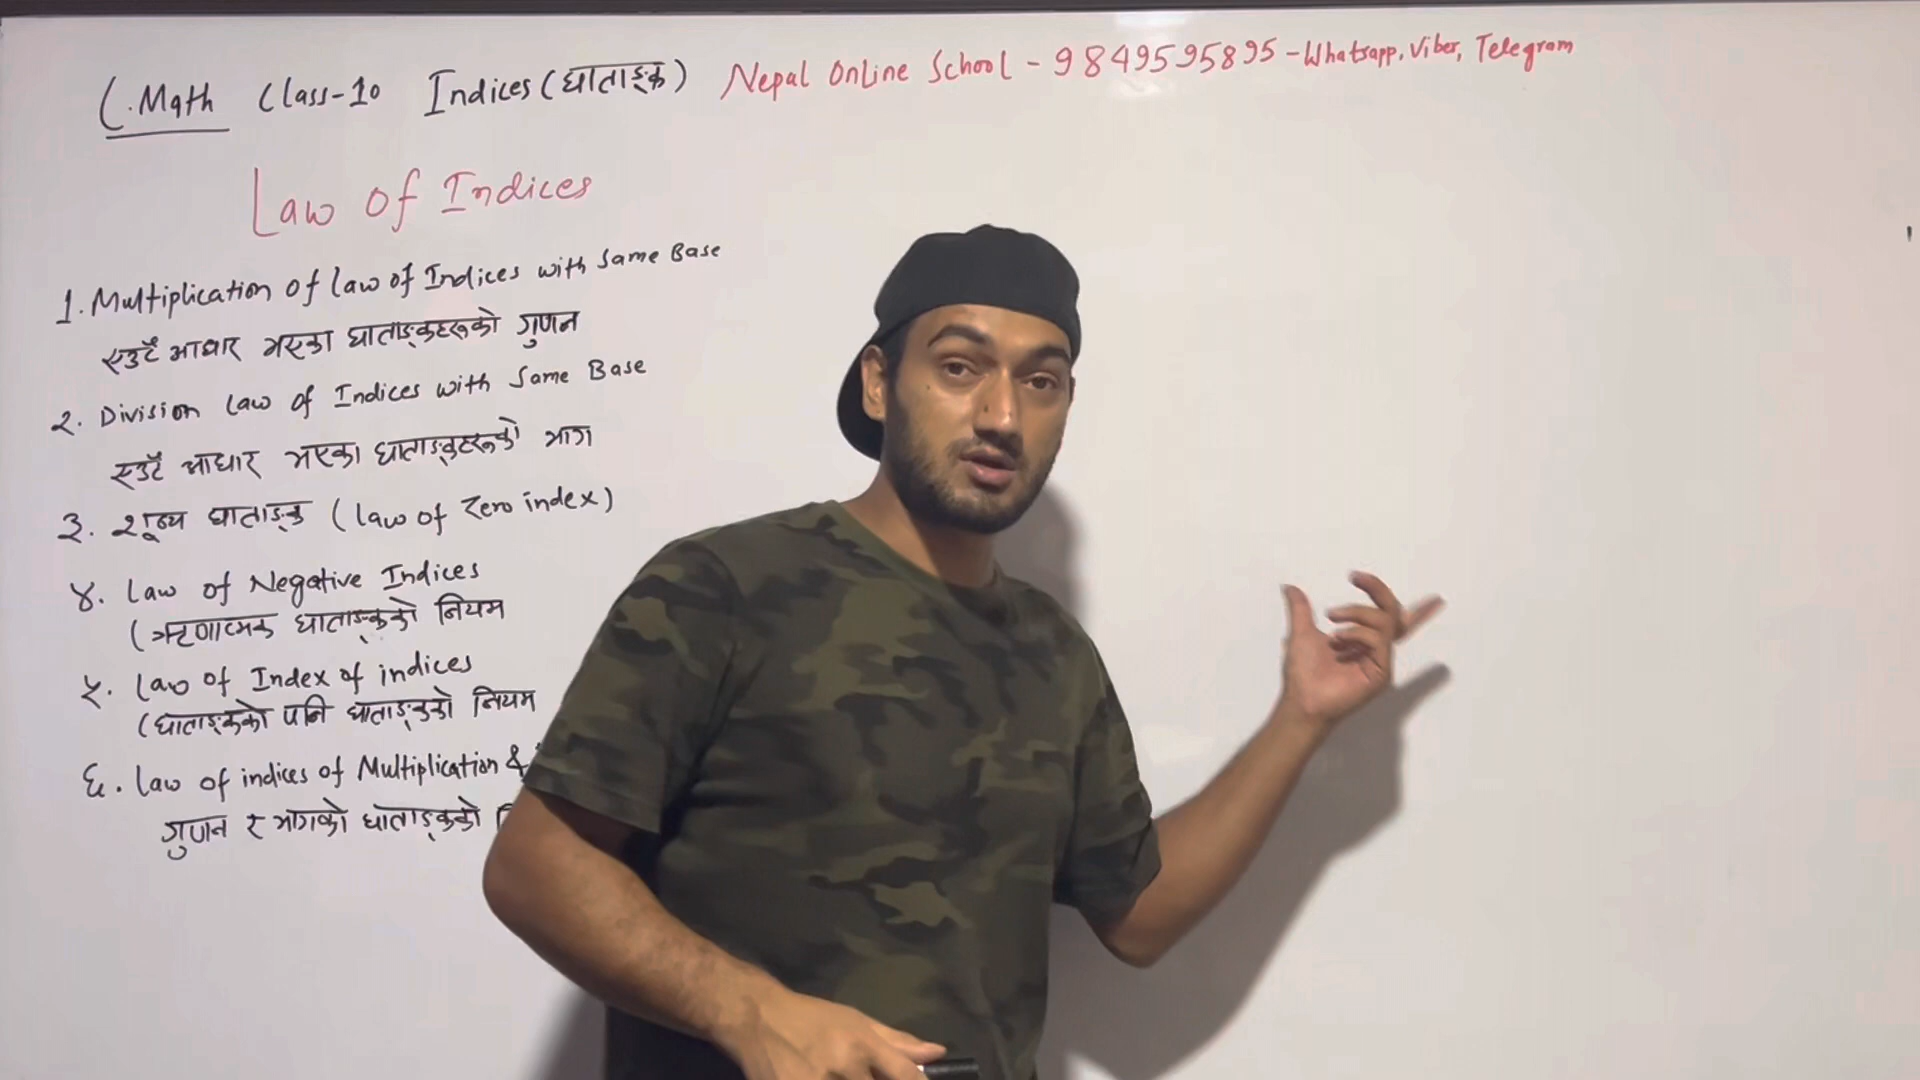 C.Math Class-10 Indices (घाताङ्क) Nepal Online School - 9849595895 - Whatsapp, Viber, Telegram
Law of Indices
1. Multiplication of law of Indices with Same Base
एउटै आधार भएका घाताङ्कहरूको गुणन
२. Division Law of Indices with Same Base
एउटै आधार भएका घाताङ्कहरूको भाग
३. शून्य घाताङ्क (Law of Zero index)
४. Law of Negative Indices
(ऋणात्मक घाताङ्कको नियम
५. Law of Index of indices
(घाताङ्कको पनि घाताङ्कको नियम
६. Law of indices of Multiplication &
गुणन र भागको घाताङ्कको